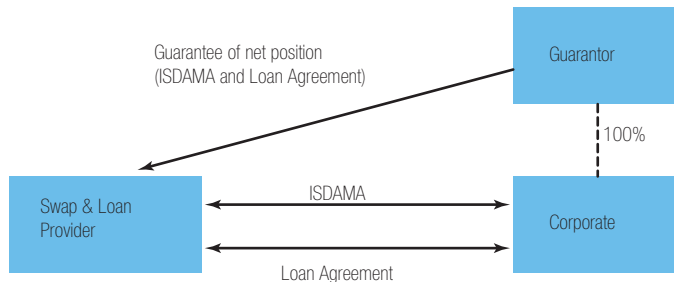 Guarantee of net position
(ISDAMA and Loan Agreement)
Guarantor
100%
Swap & Loan
Provider
ISDAMA
Corporate
Loan Agreement